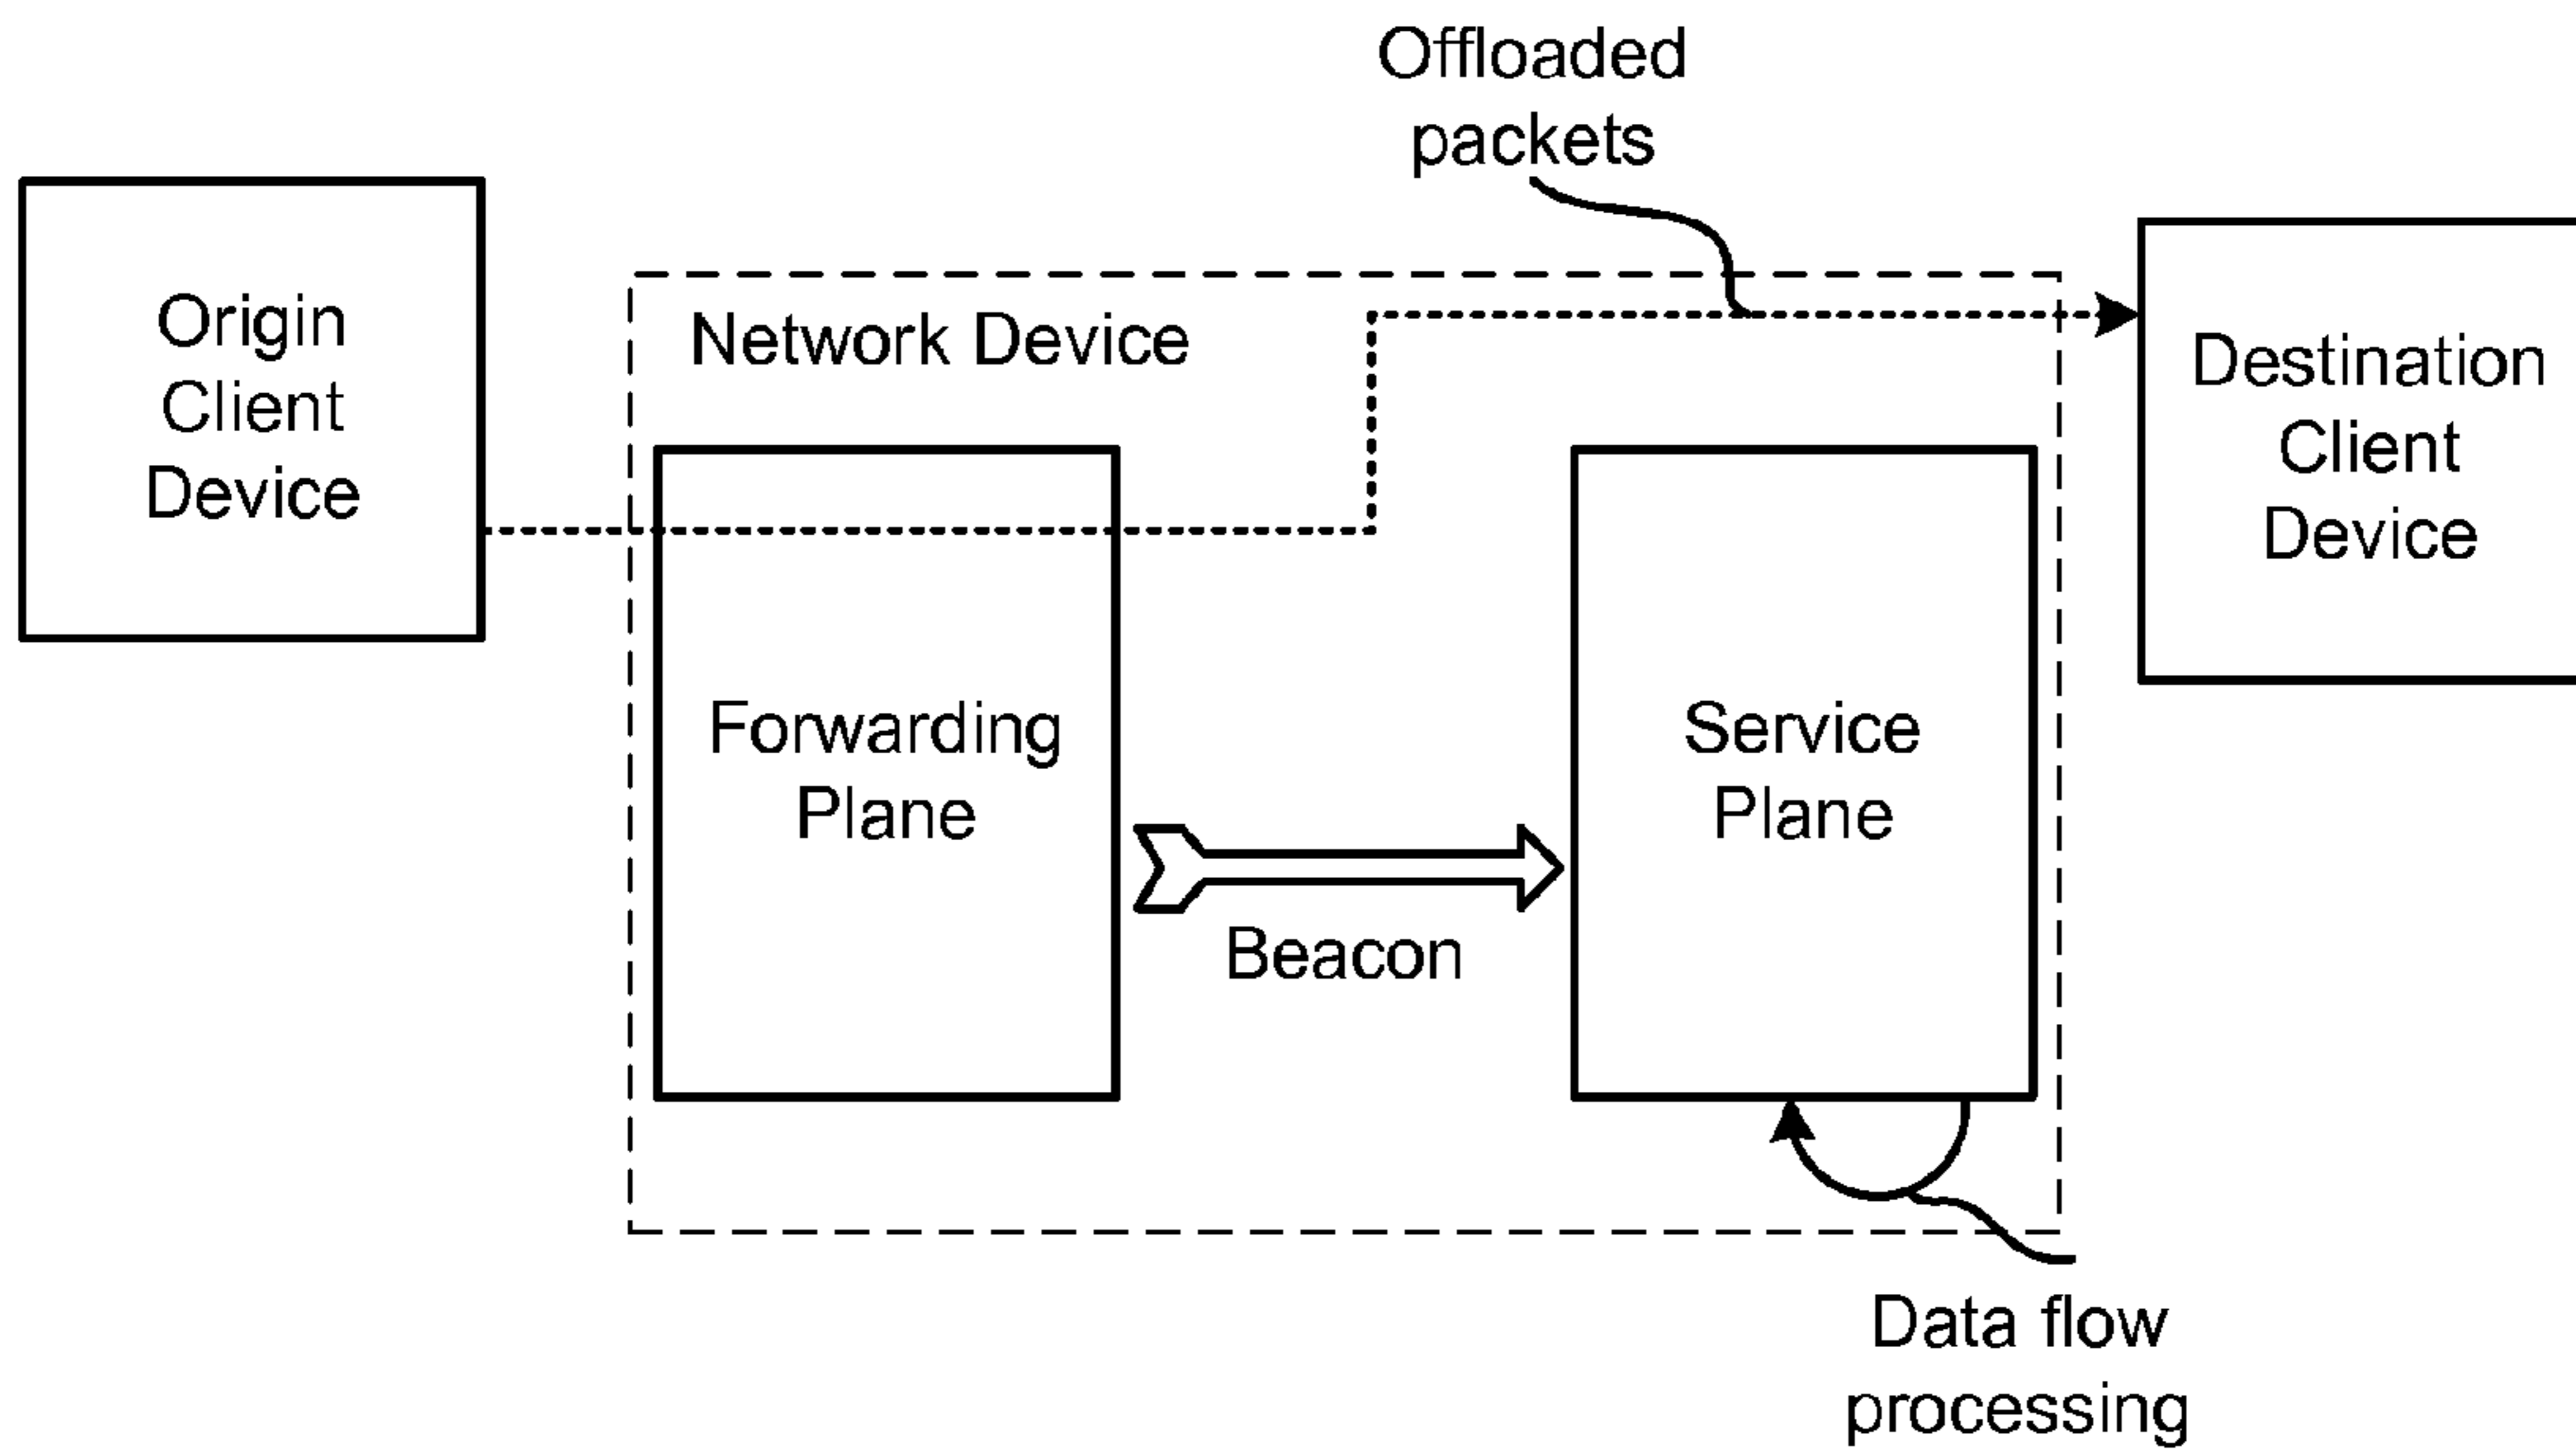 Offloaded
packets
Origin
Client
Device
Network Device
Destination
Client
Device
Forwarding
Plane
Service
Plane
Beacon
Data flow
processing